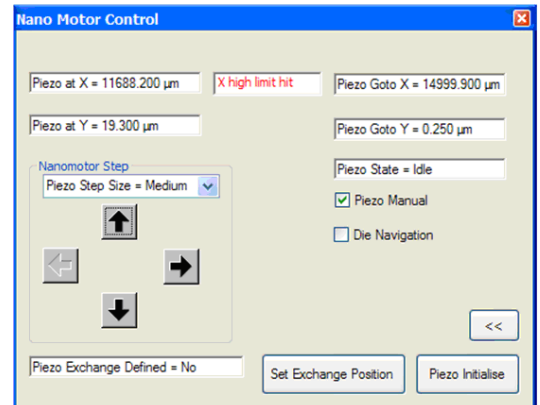 Nano Motor Control
Piezo at X = 11688.200 µm
X high limit hit
Piezo Goto X = 14999.900 µm
Piezo at Y = 19.300 µm
Piezo Goto Y = 0.250 µm
Nanomotor Step
Piezo Step Size = Medium
Piezo State = Idle
Piezo Manual
Die Navigation
<<
Piezo Exchange Defined = No
Set Exchange Position
Piezo Initialise